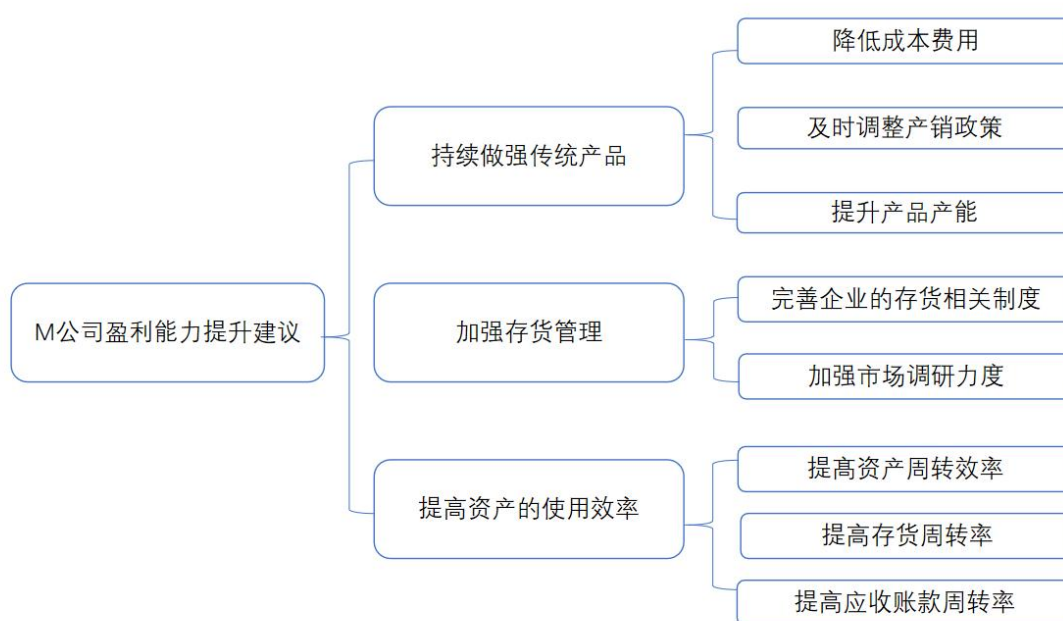 M公司盈利能力提升建议
持续做强传统产品
降低成本费用
及时调整产销政策
提升产品产能
加强存货管理
完善企业的存货相关制度
加强市场调研力度
提高资产的使用效率
提髙资产周转效率
提高存货周转率
提高应收账款周转率